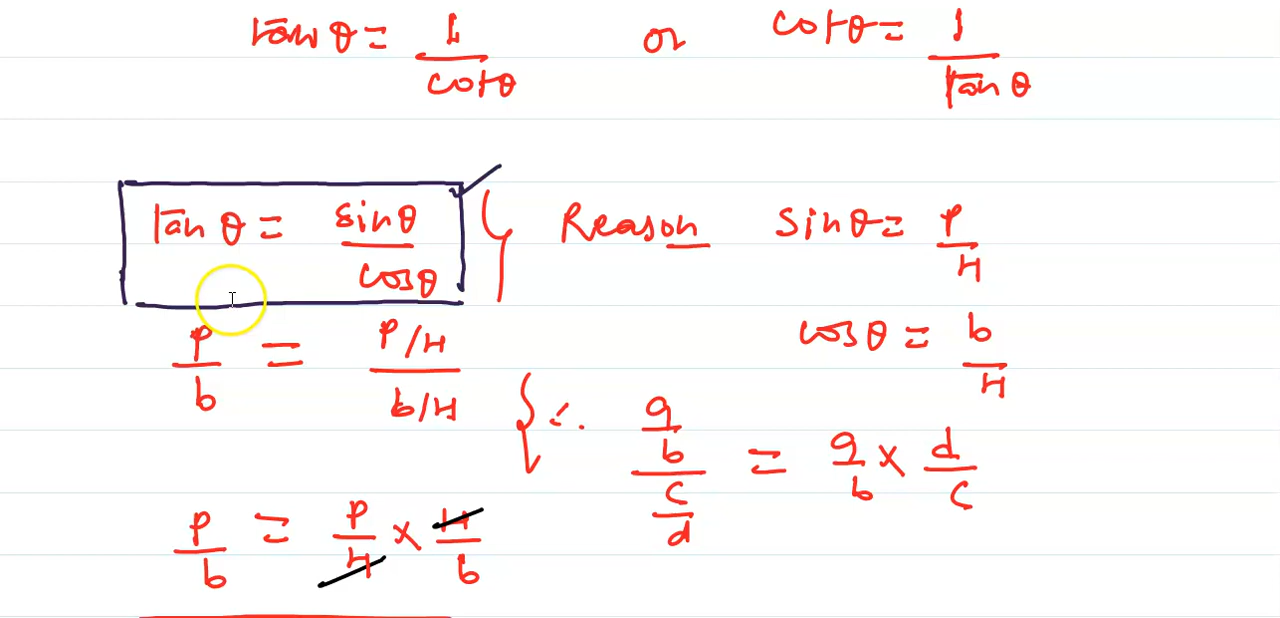 tan θ = 1/cot θ or cot θ = 1/tan θ
tan θ = sin θ/cos θ Reason sin θ = P/H
cos θ = b/H
P/b = (P/H)/(b/H)
∵ (a/b)/(c/d) = a/b × d/c
P/b = P/H × H/b